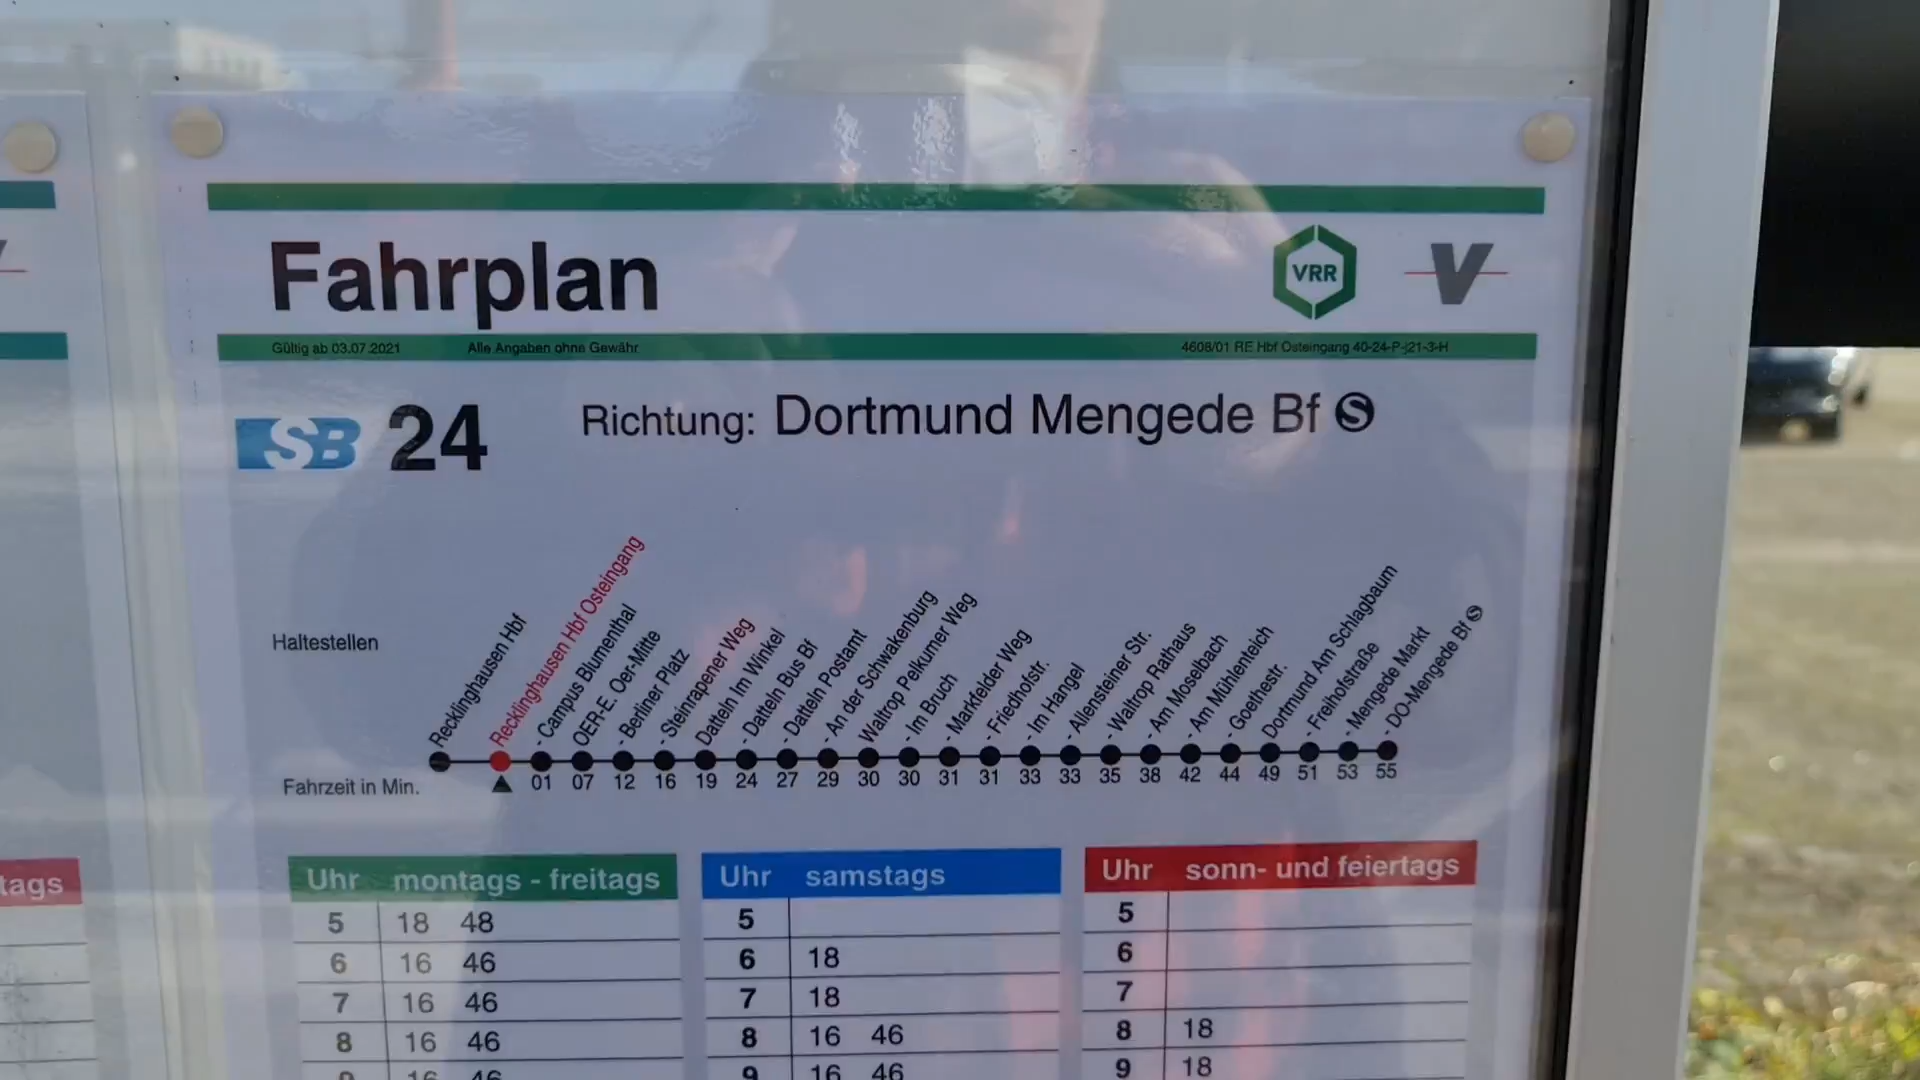 Fahrplan
VRR
V
Gültig ab 03.07.2021 Alle Angaben ohne Gewähr 4608/01 RE Hbf Osteingang 40-24-P-j21-3-H
SB 24 Richtung: Dortmund Mengede Bf S
Haltestellen
Recklinghausen Hbf
Recklinghausen Hbf Osteingang
- Campus Blumenthal
OER-E. Oer-Mitte
- Berliner Platz
- Steinrapener Weg
Datteln Im Winkel
- Datteln Bus Bf
- Datteln Postamt
- An der Schwakenburg
Waltrop Pelkumer Weg
- Im Bruch
- Markfelder Weg
- Friedhofstr.
- Im Hangel
- Allensteiner Str.
- Waltrop Rathaus
- Am Moselbach
- Am Mühlenteich
- Goethestr.
Dortmund Am Schlagbaum
- Freihofstraße
- Mengede Markt
- DO-Mengede Bf S
Fahrzeit in Min. 01 07 12 16 19 24 27 29 30 30 31 31 33 33 35 38 42 44 49 51 53 55
tags
Uhr montags - freitags
5 18 48
6 16 46
7 16 46
8 16 46
9 16 46
Uhr samstags
5
6 18
7 18
8 16 46
9 16 46
Uhr sonn- und feiertags
5
6
7
8 18
9 18